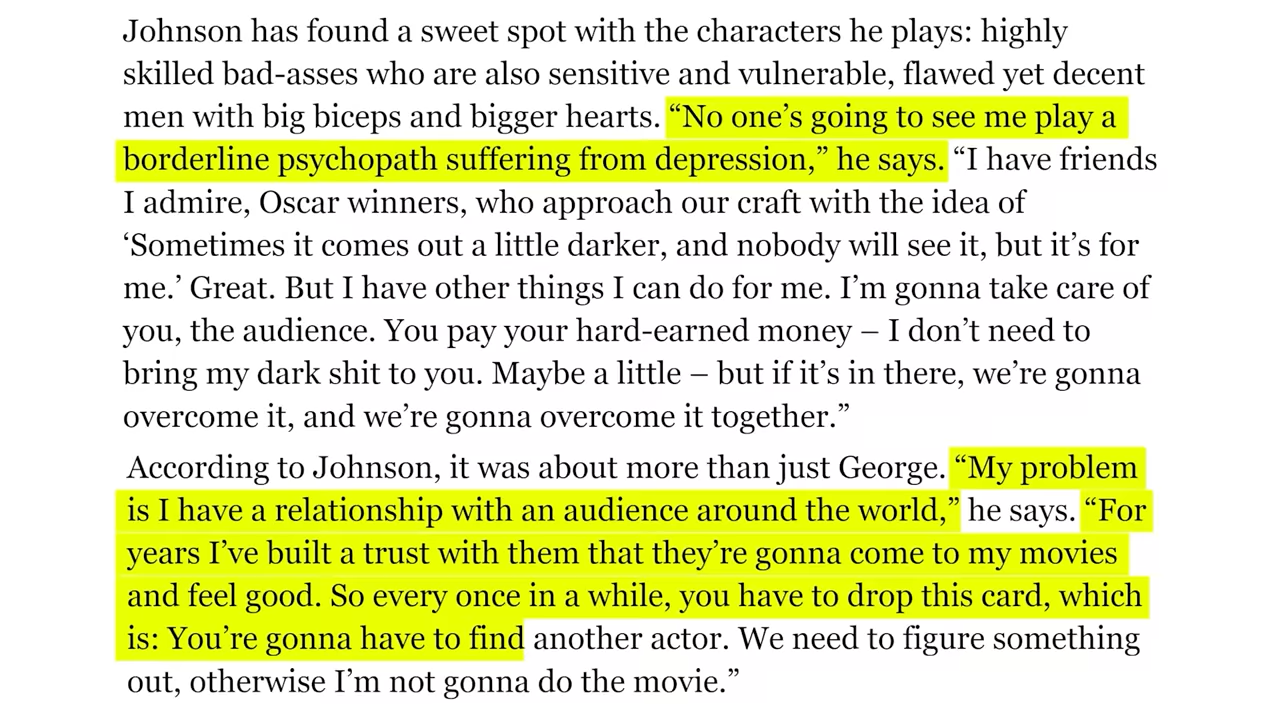 Johnson has found a sweet spot with the characters he plays: highly
skilled bad-asses who are also sensitive and vulnerable, flawed yet decent
men with big biceps and bigger hearts. “No one’s going to see me play a
borderline psychopath suffering from depression,” he says. “I have friends
I admire, Oscar winners, who approach our craft with the idea of
‘Sometimes it comes out a little darker, and nobody will see it, but it’s for
me.’ Great. But I have other things I can do for me. I’m gonna take care of
you, the audience. You pay your hard-earned money – I don’t need to
bring my dark shit to you. Maybe a little – but if it’s in there, we’re gonna
overcome it, and we’re gonna overcome it together.”
According to Johnson, it was about more than just George. “My problem
is I have a relationship with an audience around the world,” he says. “For
years I’ve built a trust with them that they’re gonna come to my movies
and feel good. So every once in a while, you have to drop this card, which
is: You’re gonna have to find another actor. We need to figure something
out, otherwise I’m not gonna do the movie.”